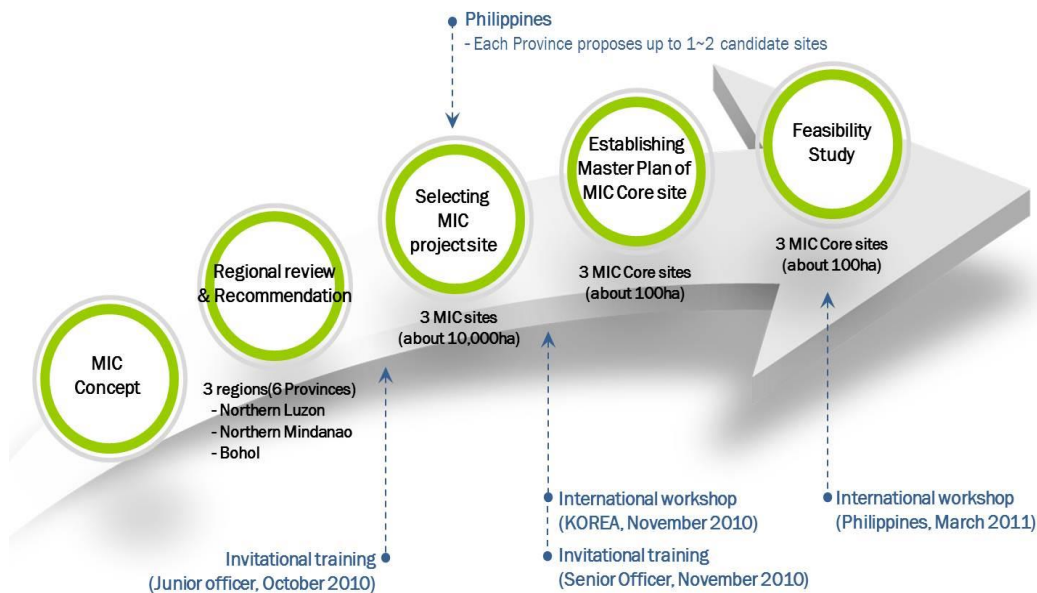 Philippines
- Each Province proposes up to 1~2 candidate sites
MIC
Concept
Regional review
& Recommendation
3 regions(6 Provinces)
- Northern Luzon
- Northern Mindanao
- Bohol
Selecting
MIC
project site
3 MIC sites
(about 10,000ha)
Establishing
Master Plan of
MIC Core site
3 MIC Core sites
(about 100ha)
Feasibility
Study
3 MIC Core sites
(about 100ha)
Invitational training
(Junior officer, October 2010)
International workshop
(KOREA, November 2010)
Invitational training
(Senior Officer, November 2010)
International workshop
(Philippines, March 2011)